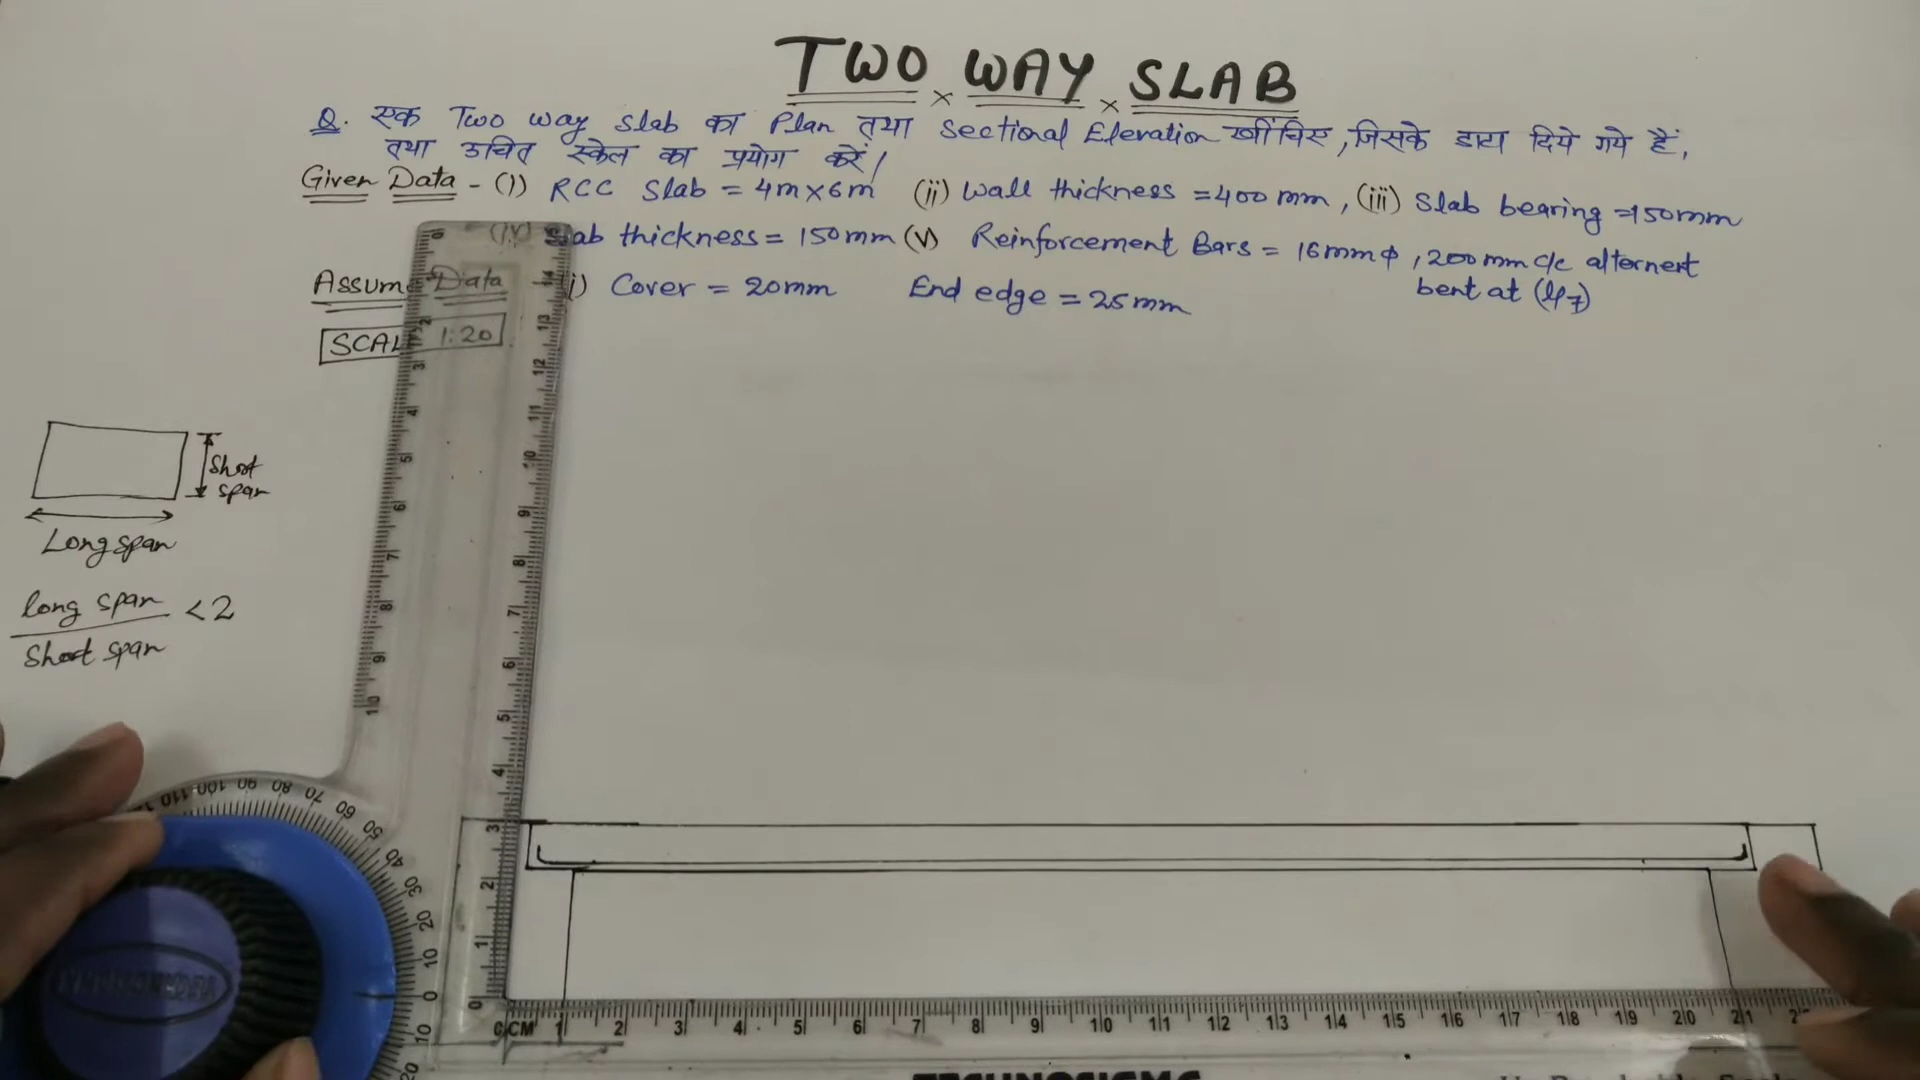 TWO WAY SLAB
Q. एक Two way slab का Plan तथा Sectional Elevation खींचिए, जिसके डाटा दिये गये हैं,
तथा उचित स्केल का प्रयोग करें।
Given Data - (i) RCC Slab = 4m x 6m (ii) Wall thickness = 400 mm, (iii) Slab bearing = 150mm
(iv) Slab thickness = 150mm (v) Reinforcement Bars = 16mm ϕ, 200mm c/c alternert
bent at (l/7)
Assume Data - (i) Cover = 20mm End edge = 25mm
SCALE 1:20
Short
span
Long span
long span
Short span
< 2